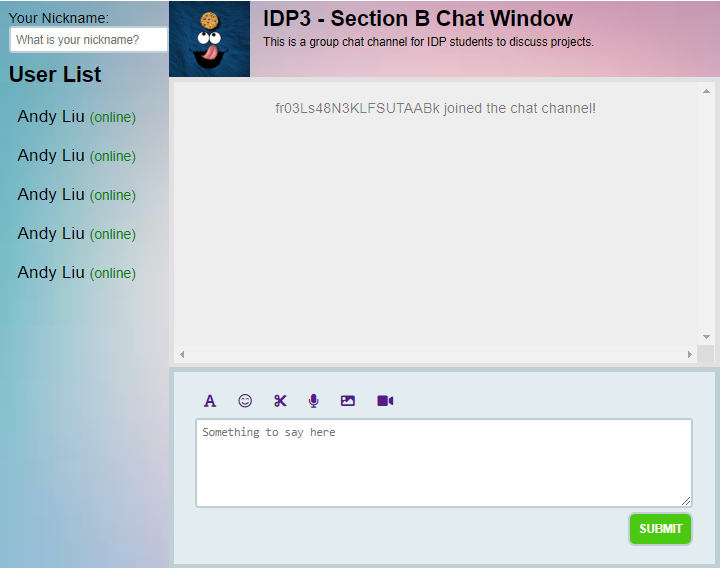 Your Nickname:
What is your nickname?
User List
Andy Liu (online)
Andy Liu (online)
Andy Liu (online)
Andy Liu (online)
Andy Liu (online)
IDP3 - Section B Chat Window
This is a group chat channel for IDP students to discuss projects.
fr03Ls48N3KLFSUTAABk joined the chat channel!
Something to say here
SUBMIT